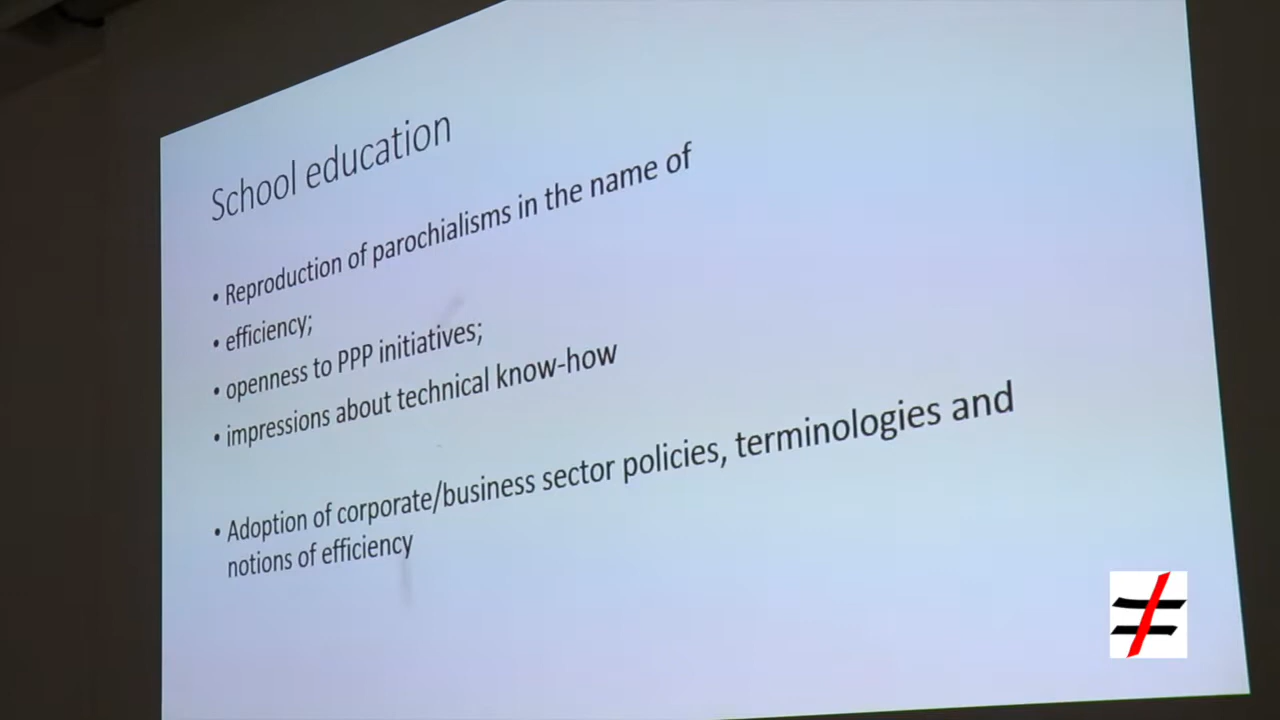 School education
• Reproduction of parochialisms in the name of
• efficiency;
• openness to PPP initiatives;
• impressions about technical know-how
• Adoption of corporate/business sector policies, terminologies and
notions of efficiency